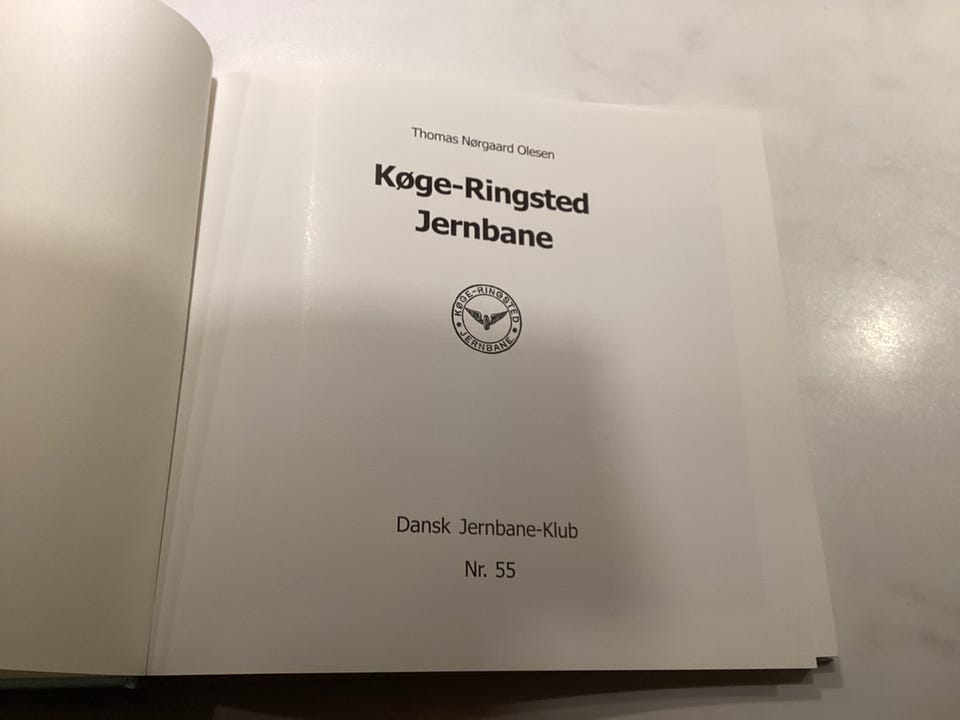 Thomas Nørgaard Olesen
Køge-Ringsted
Jernbane
KØGE-RINGSTED
JERNBANE
Dansk Jernbane-Klub
Nr. 55